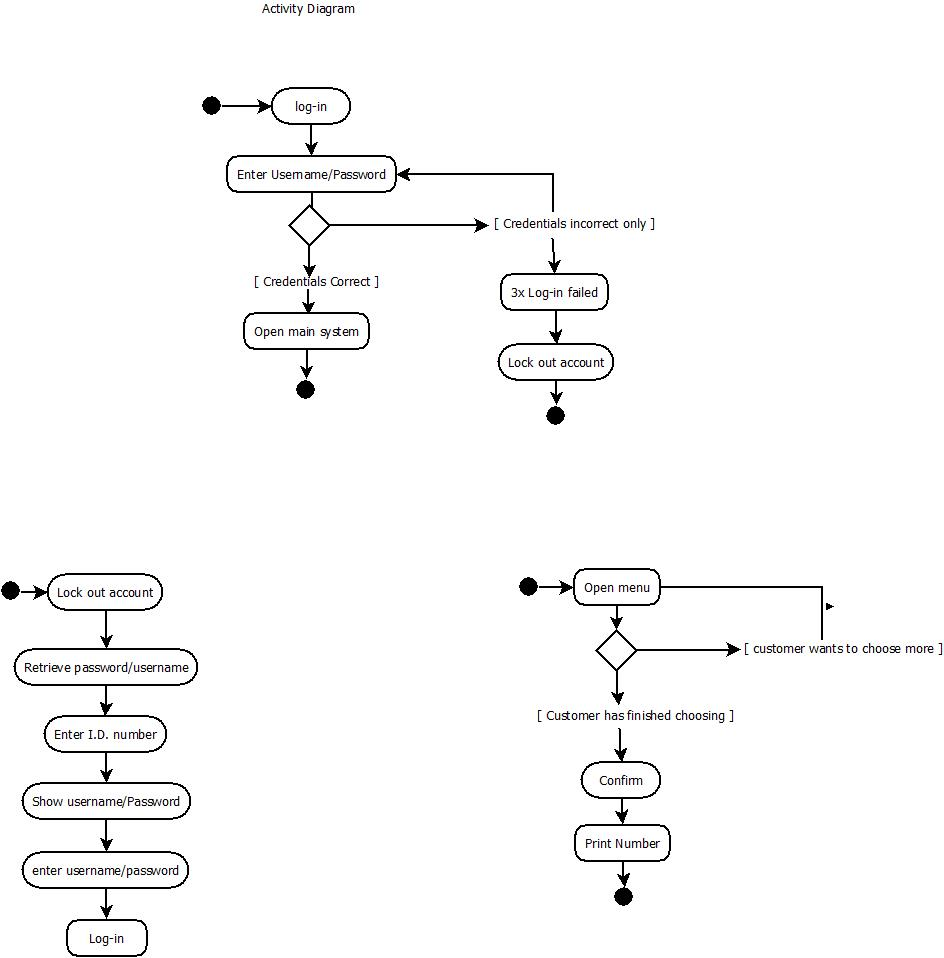 Activity Diagram
log-in
Enter Username/Password
[ Credentials incorrect only ]
[ Credentials Correct ]
3x Log-in failed
Open main system
Lock out account
Lock out account
Retrieve password/username
Enter I.D. number
Show username/Password
enter username/password
Log-in
Open menu
[ customer wants to choose more ]
[ Customer has finished choosing ]
Confirm
Print Number